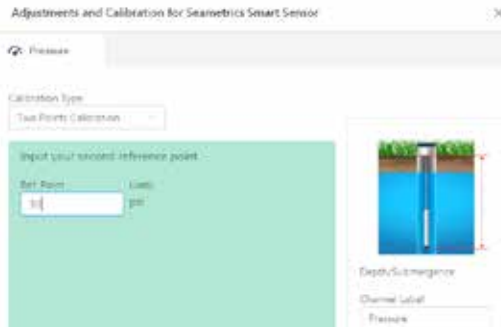 Adjustments and Calibration for Seametrics Smart Sensor
Pressure
Calibration Type
Two Points Calibration
Input your second reference point
Ref Point
Units
psi
Depth/Submergence
Channel Label
Pressure